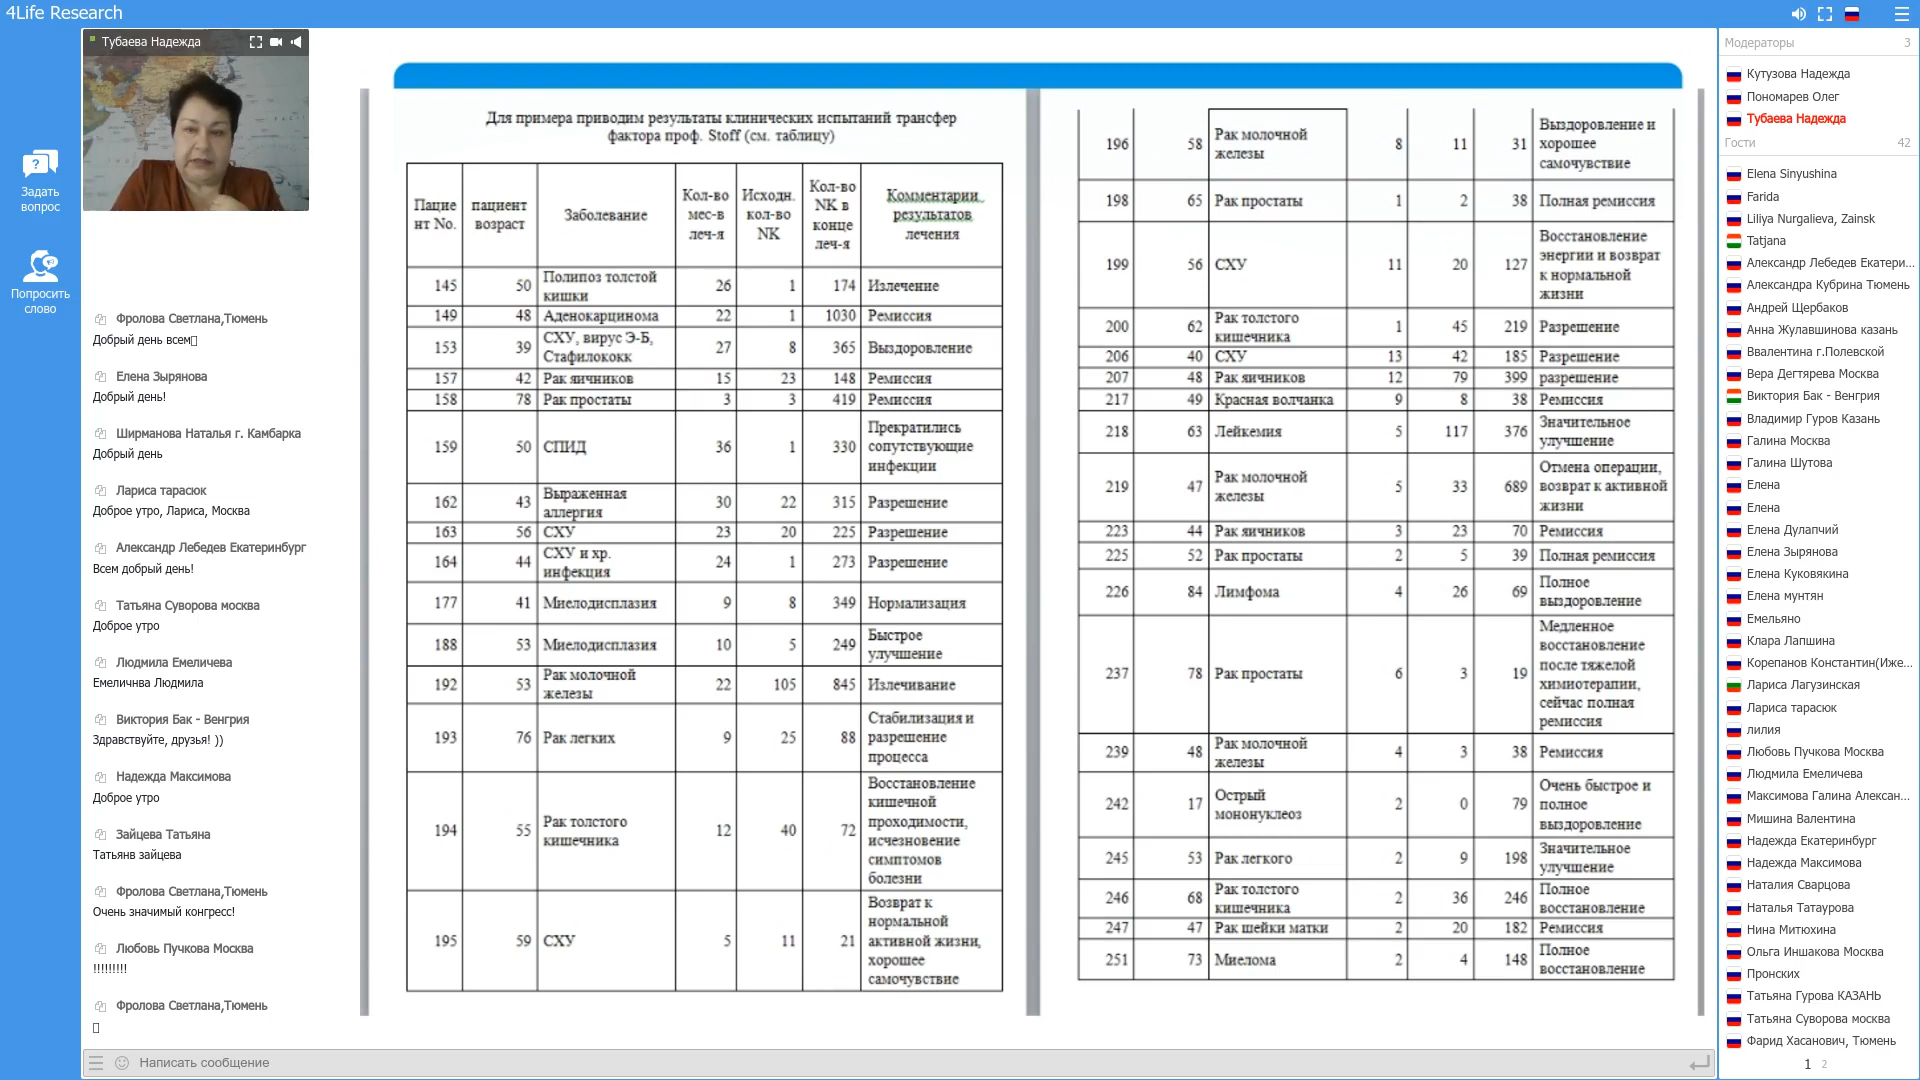 4Life Research
Тубаева Надежда
Задать
вопрос
Попросить
слово
Фролова Светлана,Тюмень
Добрый день всем
Елена Зырянова
Добрый день!
Ширманова Наталья г. Камбарка
Добрый день
Лариса тарасюк
Доброе утро, Лариса, Москва
Александр Лебедев Екатеринбург
Всем добрый день!
Татьяна Суворова москва
Доброе утро
Людмила Емеличева
Емеличнва Людмила
Виктория Бак - Венгрия
Здравствуйте, друзья! ))
Надежда Максимова
Доброе утро
Зайцева Татьяна
Татьянв зайцева
Фролова Светлана,Тюмень
Очень значимый конгресс!
Любовь Пучкова Москва
!!!!!!!!!
Фролова Светлана,Тюмень
Написать сообщение
Для примера приводим результаты клинических испытаний трансфер
фактора проф. Stoff (см. таблицу)
Пацие нт No. пациент возраст Заболевание Кол-во мес-в леч-я Исходн. кол-во NK Кол-во NK в конце леч-я Комментарии результатов лечения
145 50 Полипоз толстой кишки 26 1 174 Излечение
149 48 Аденокарцинома 22 1 1030 Ремиссия
153 39 СХУ, вирус Э-Б, Стафилококк 27 8 365 Выздоровление
157 42 Рак яичников 15 23 148 Ремиссия
158 78 Рак простаты 3 3 419 Ремиссия
159 50 СПИД 36 1 330 Прекратились сопутствующие инфекции
162 43 Выраженная аллергия 30 22 315 Разрешение
163 56 СХУ 23 20 225 Разрешение
164 44 СХУ и хр. инфекция 24 1 273 Разрешение
177 41 Миелодисплазия 9 8 349 Нормализация
188 53 Миелодисплазия 10 5 249 Быстрое улучшение
192 53 Рак молочной железы 22 105 845 Излечивание
193 76 Рак легких 9 25 88 Стабилизация и разрешение процесса
194 55 Рак толстого кишечника 12 40 72 Восстановление кишечной проходимости, исчезновение симптомов болезни
195 59 СХУ 5 11 21 Возврат к нормальной активной жизни, хорошее самочувствие
196 58 Рак молочной железы 8 11 31 Выздоровление и хорошее самочувствие
198 65 Рак простаты 1 2 38 Полная ремиссия
199 56 СХУ 11 20 127 Восстановление энергии и возврат к нормальной жизни
200 62 Рак толстого кишечника 1 45 219 Разрешение
206 40 СХУ 13 42 185 Разрешение
207 48 Рак яичников 12 79 399 разрешение
217 49 Красная волчанка 9 8 38 Ремиссия
218 63 Лейкемия 5 117 376 Значительное улучшение
219 47 Рак молочной железы 5 33 689 Отмена операции, возврат к активной жизни
223 44 Рак яичников 3 23 70 Ремиссия
225 52 Рак простаты 2 5 39 Полная ремиссия
226 84 Лимфома 4 26 69 Полное выздоровление
237 78 Рак простаты 6 3 19 Медленное восстановление после тяжелой химиотерапии, сейчас полная ремиссия
239 48 Рак молочной железы 4 3 38 Ремиссия
242 17 Острый мононуклеоз 2 0 79 Очень быстрое и полное выздоровление
245 53 Рак легкого 2 9 198 Значительное улучшение
246 68 Рак толстого кишечника 2 36 246 Полное восстановление
247 47 Рак шейки матки 2 20 182 Ремиссия
251 73 Миелома 2 4 148 Полное восстановление
Модераторы 3
Кутузова Надежда
Пономарев Олег
Тубаева Надежда
Гости 42
Elena Sinyushina
Farida
Liliya Nurgalieva, Zainsk
Tatjana
Александр Лебедев Екатери...
Александра Кубрина Тюмень
Андрей Щербаков
Анна Жулавшинова казань
Ввалентина г.Полевской
Вера Дегтярева Москва
Виктория Бак - Венгрия
Владимир Гуров Казань
Галина Москва
Галина Шутова
Елена
Елена
Елена Дулапчий
Елена Зырянова
Елена Куковякина
Елена мунтян
Емельяно
Клара Лапшина
Корепанов Константин(Иже...
Лариса Лагузинская
Лариса тарасюк
лилия
Любовь Пучкова Москва
Людмила Емеличева
Максимова Галина Алексан...
Мишина Валентина
Надежда Екатеринбург
Надежда Максимова
Наталия Сварцова
Наталья Татаурова
Нина Митюхина
Ольга Иншакова Москва
Пронских
Татьяна Гурова КАЗАНЬ
Татьяна Суворова москва
Фарид Хасанович, Тюмень
1 2